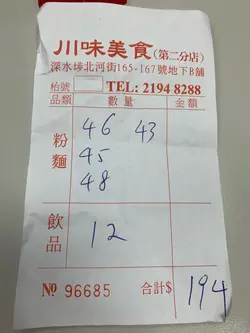 川味美食(第二分店)
深水埗北河街165-167號地下B舖
枱號 TEL: 2194 8288
品類 數量 金額
粉麵 46 43
45
48
飲品 12
№ 96685 合計$ 194